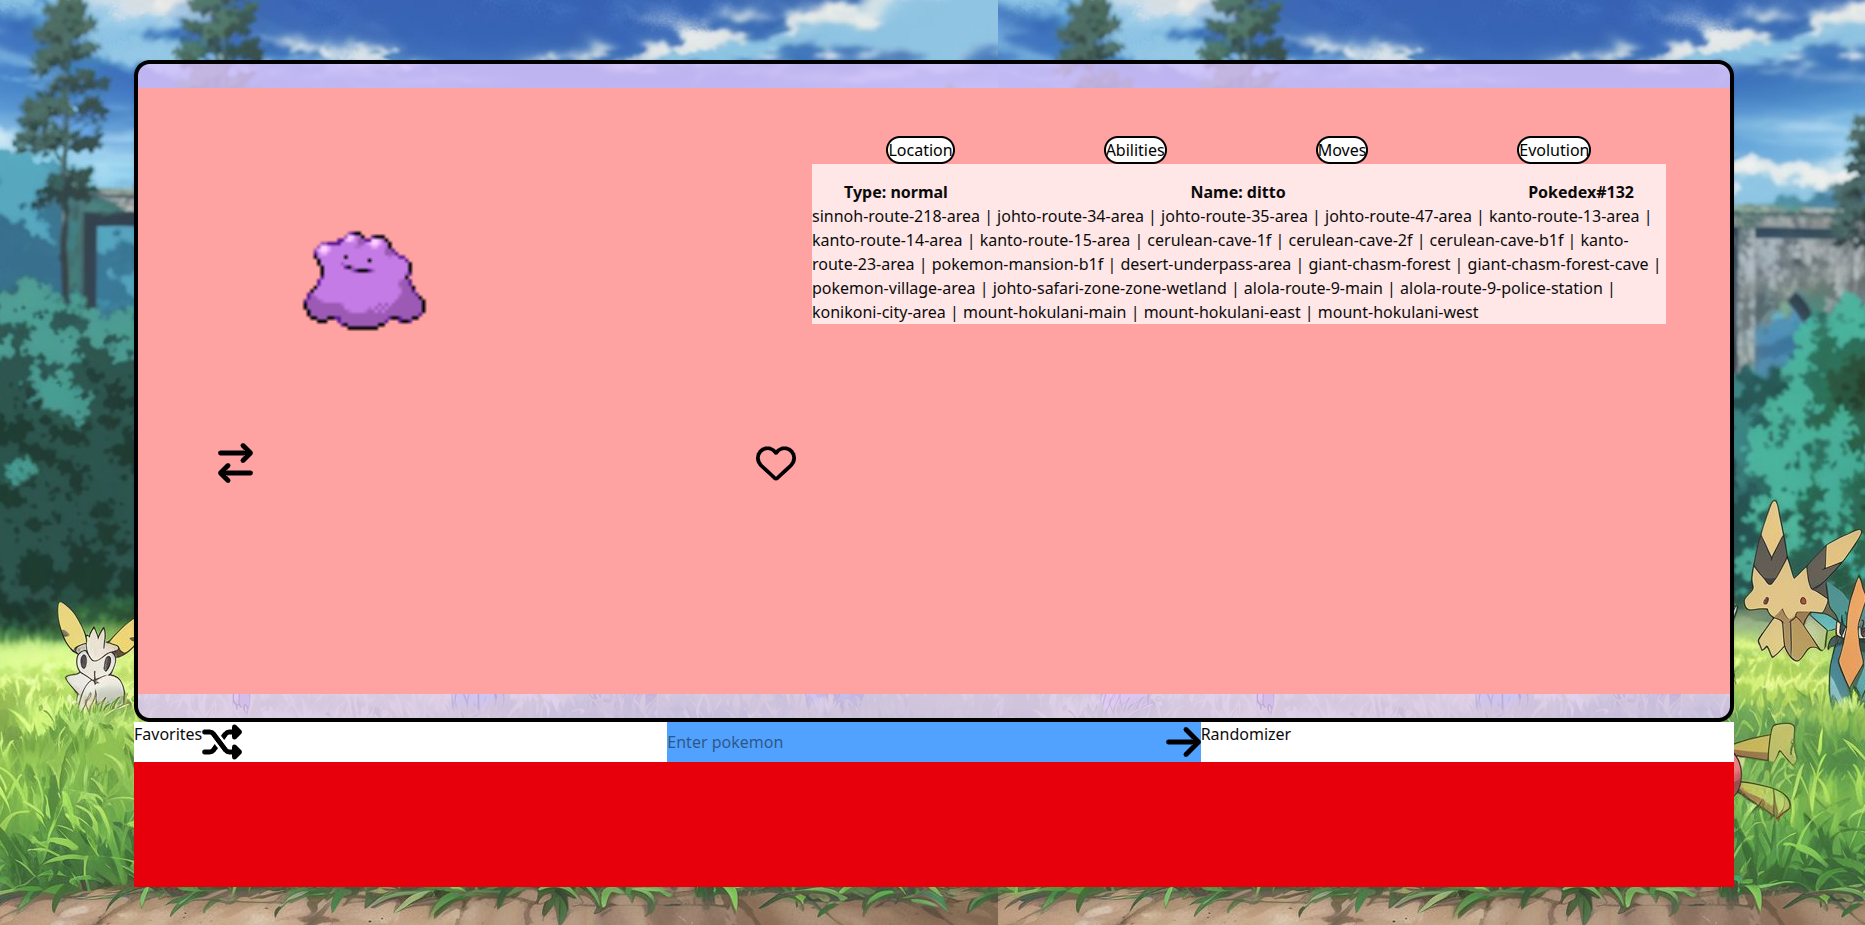 Location Abilities Moves Evolution
Type: normal Name: ditto Pokedex#132
sinnoh-route-218-area | johto-route-34-area | johto-route-35-area | johto-route-47-area | kanto-route-13-area |
kanto-route-14-area | kanto-route-15-area | cerulean-cave-1f | cerulean-cave-2f | cerulean-cave-b1f | kanto-
route-23-area | pokemon-mansion-b1f | desert-underpass-area | giant-chasm-forest | giant-chasm-forest-cave |
pokemon-village-area | johto-safari-zone-zone-wetland | alola-route-9-main | alola-route-9-police-station |
konikoni-city-area | mount-hokulani-main | mount-hokulani-east | mount-hokulani-west
Favorites Enter pokemon Randomizer